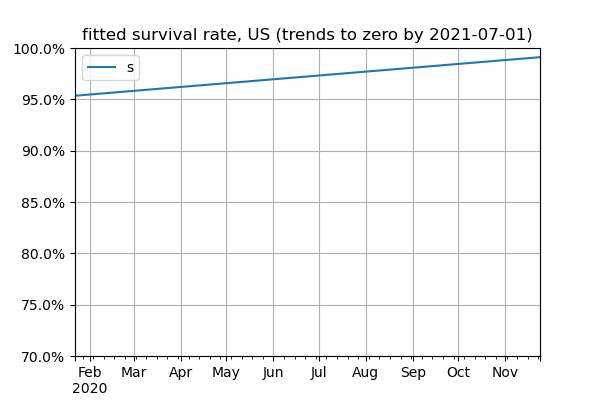 fitted survival rate, US (trends to zero by 2021-07-01)
100.0%
95.0%
90.0%
85.0%
80.0%
75.0%
70.0%
s
Feb Mar Apr May Jun Jul Aug Sep Oct Nov
2020